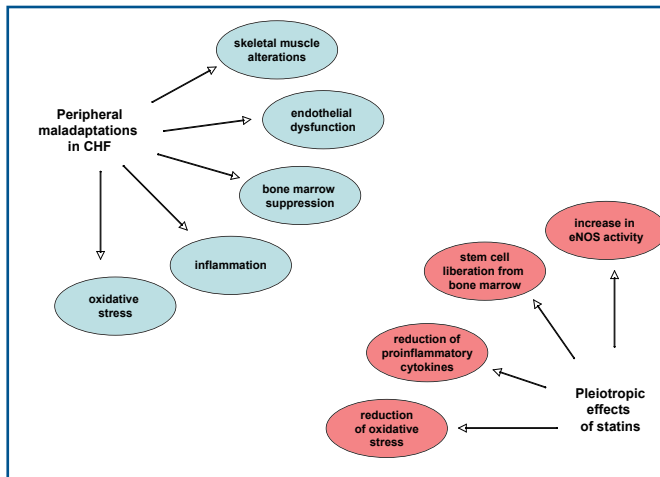 skeletal muscle
alterations
Peripheral
maladaptations
in CHF
endothelial
dysfunction
bone marrow
suppression
inflammation
oxidative
stress
increase in
eNOS activity
stem cell
liberation from
bone marrow
reduction of
proinflammatory
cytokines
Pleiotropic
effects
of statins
reduction
of oxidative
stress